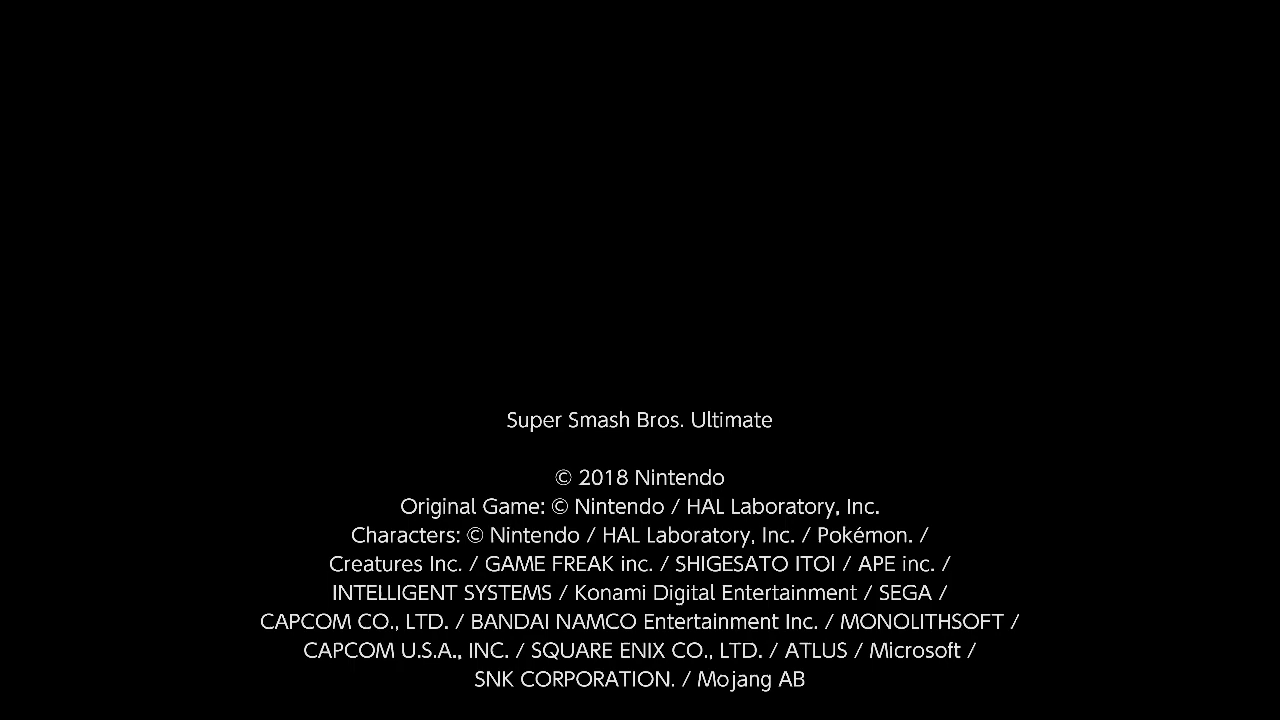 Super Smash Bros. Ultimate
© 2018 Nintendo
Original Game: © Nintendo / HAL Laboratory, Inc.
Characters: © Nintendo / HAL Laboratory, Inc. / Pokémon. /
Creatures Inc. / GAME FREAK inc. / SHIGESATO ITOI / APE inc. /
INTELLIGENT SYSTEMS / Konami Digital Entertainment / SEGA /
CAPCOM CO., LTD. / BANDAI NAMCO Entertainment Inc. / MONOLITHSOFT /
CAPCOM U.S.A., INC. / SQUARE ENIX CO., LTD. / ATLUS / Microsoft /
SNK CORPORATION. / Mojang AB